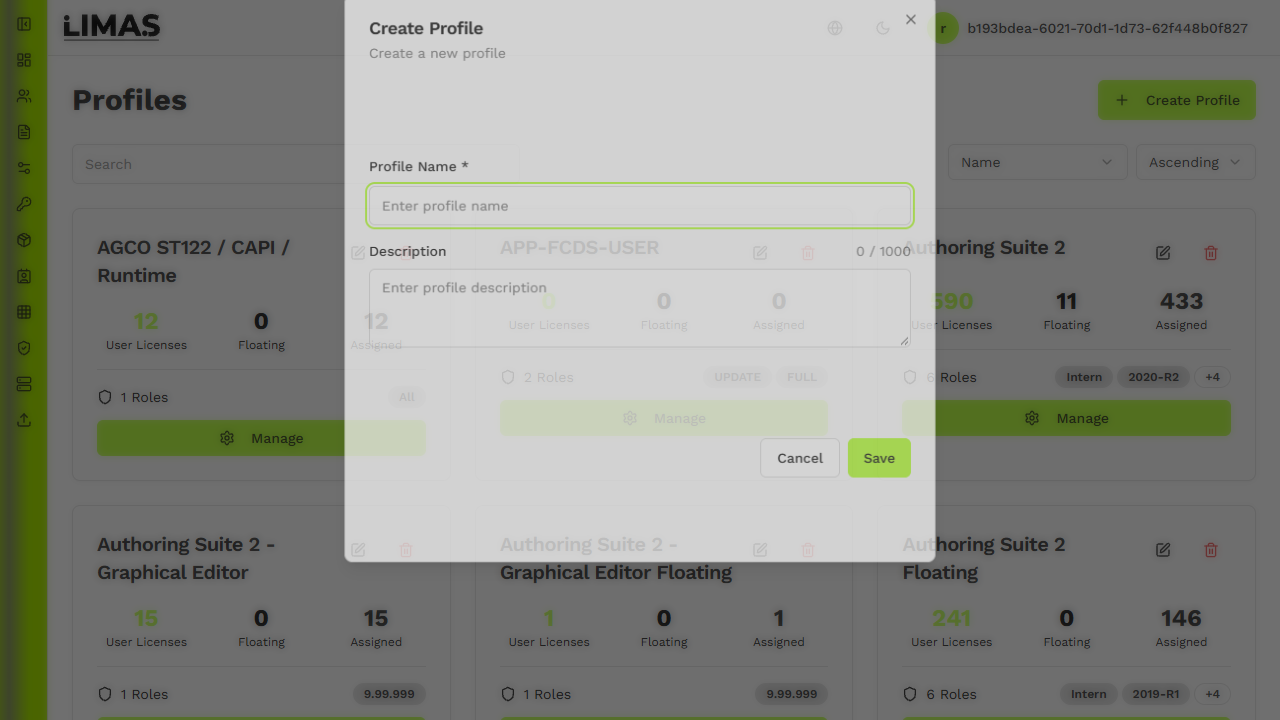 LIMAS
r
b193bdea-6021-70d1-1d73-62f448b0f827
Profiles
Create Profile
Search
Name
Ascending
Create Profile
Create a new profile
Profile Name *
Enter profile name
Description
0 / 1000
Enter profile description
Cancel
Save
AGCO ST122 / CAPI /
Runtime
12
0
12
User Licenses
Floating
Assigned
1 Roles
All
Manage
APP-FCDS-USER
0
0
0
User Licenses
Floating
Assigned
2 Roles
UPDATE
FULL
Manage
Authoring Suite 2
590
11
433
User Licenses
Floating
Assigned
6 Roles
Intern
2020-R2
+4
Manage
Authoring Suite 2 -
Graphical Editor
15
0
15
User Licenses
Floating
Assigned
1 Roles
9.99.999
Authoring Suite 2 -
Graphical Editor Floating
1
0
1
User Licenses
Floating
Assigned
1 Roles
9.99.999
Authoring Suite 2
Floating
241
0
146
User Licenses
Floating
Assigned
6 Roles
Intern
2019-R1
+4